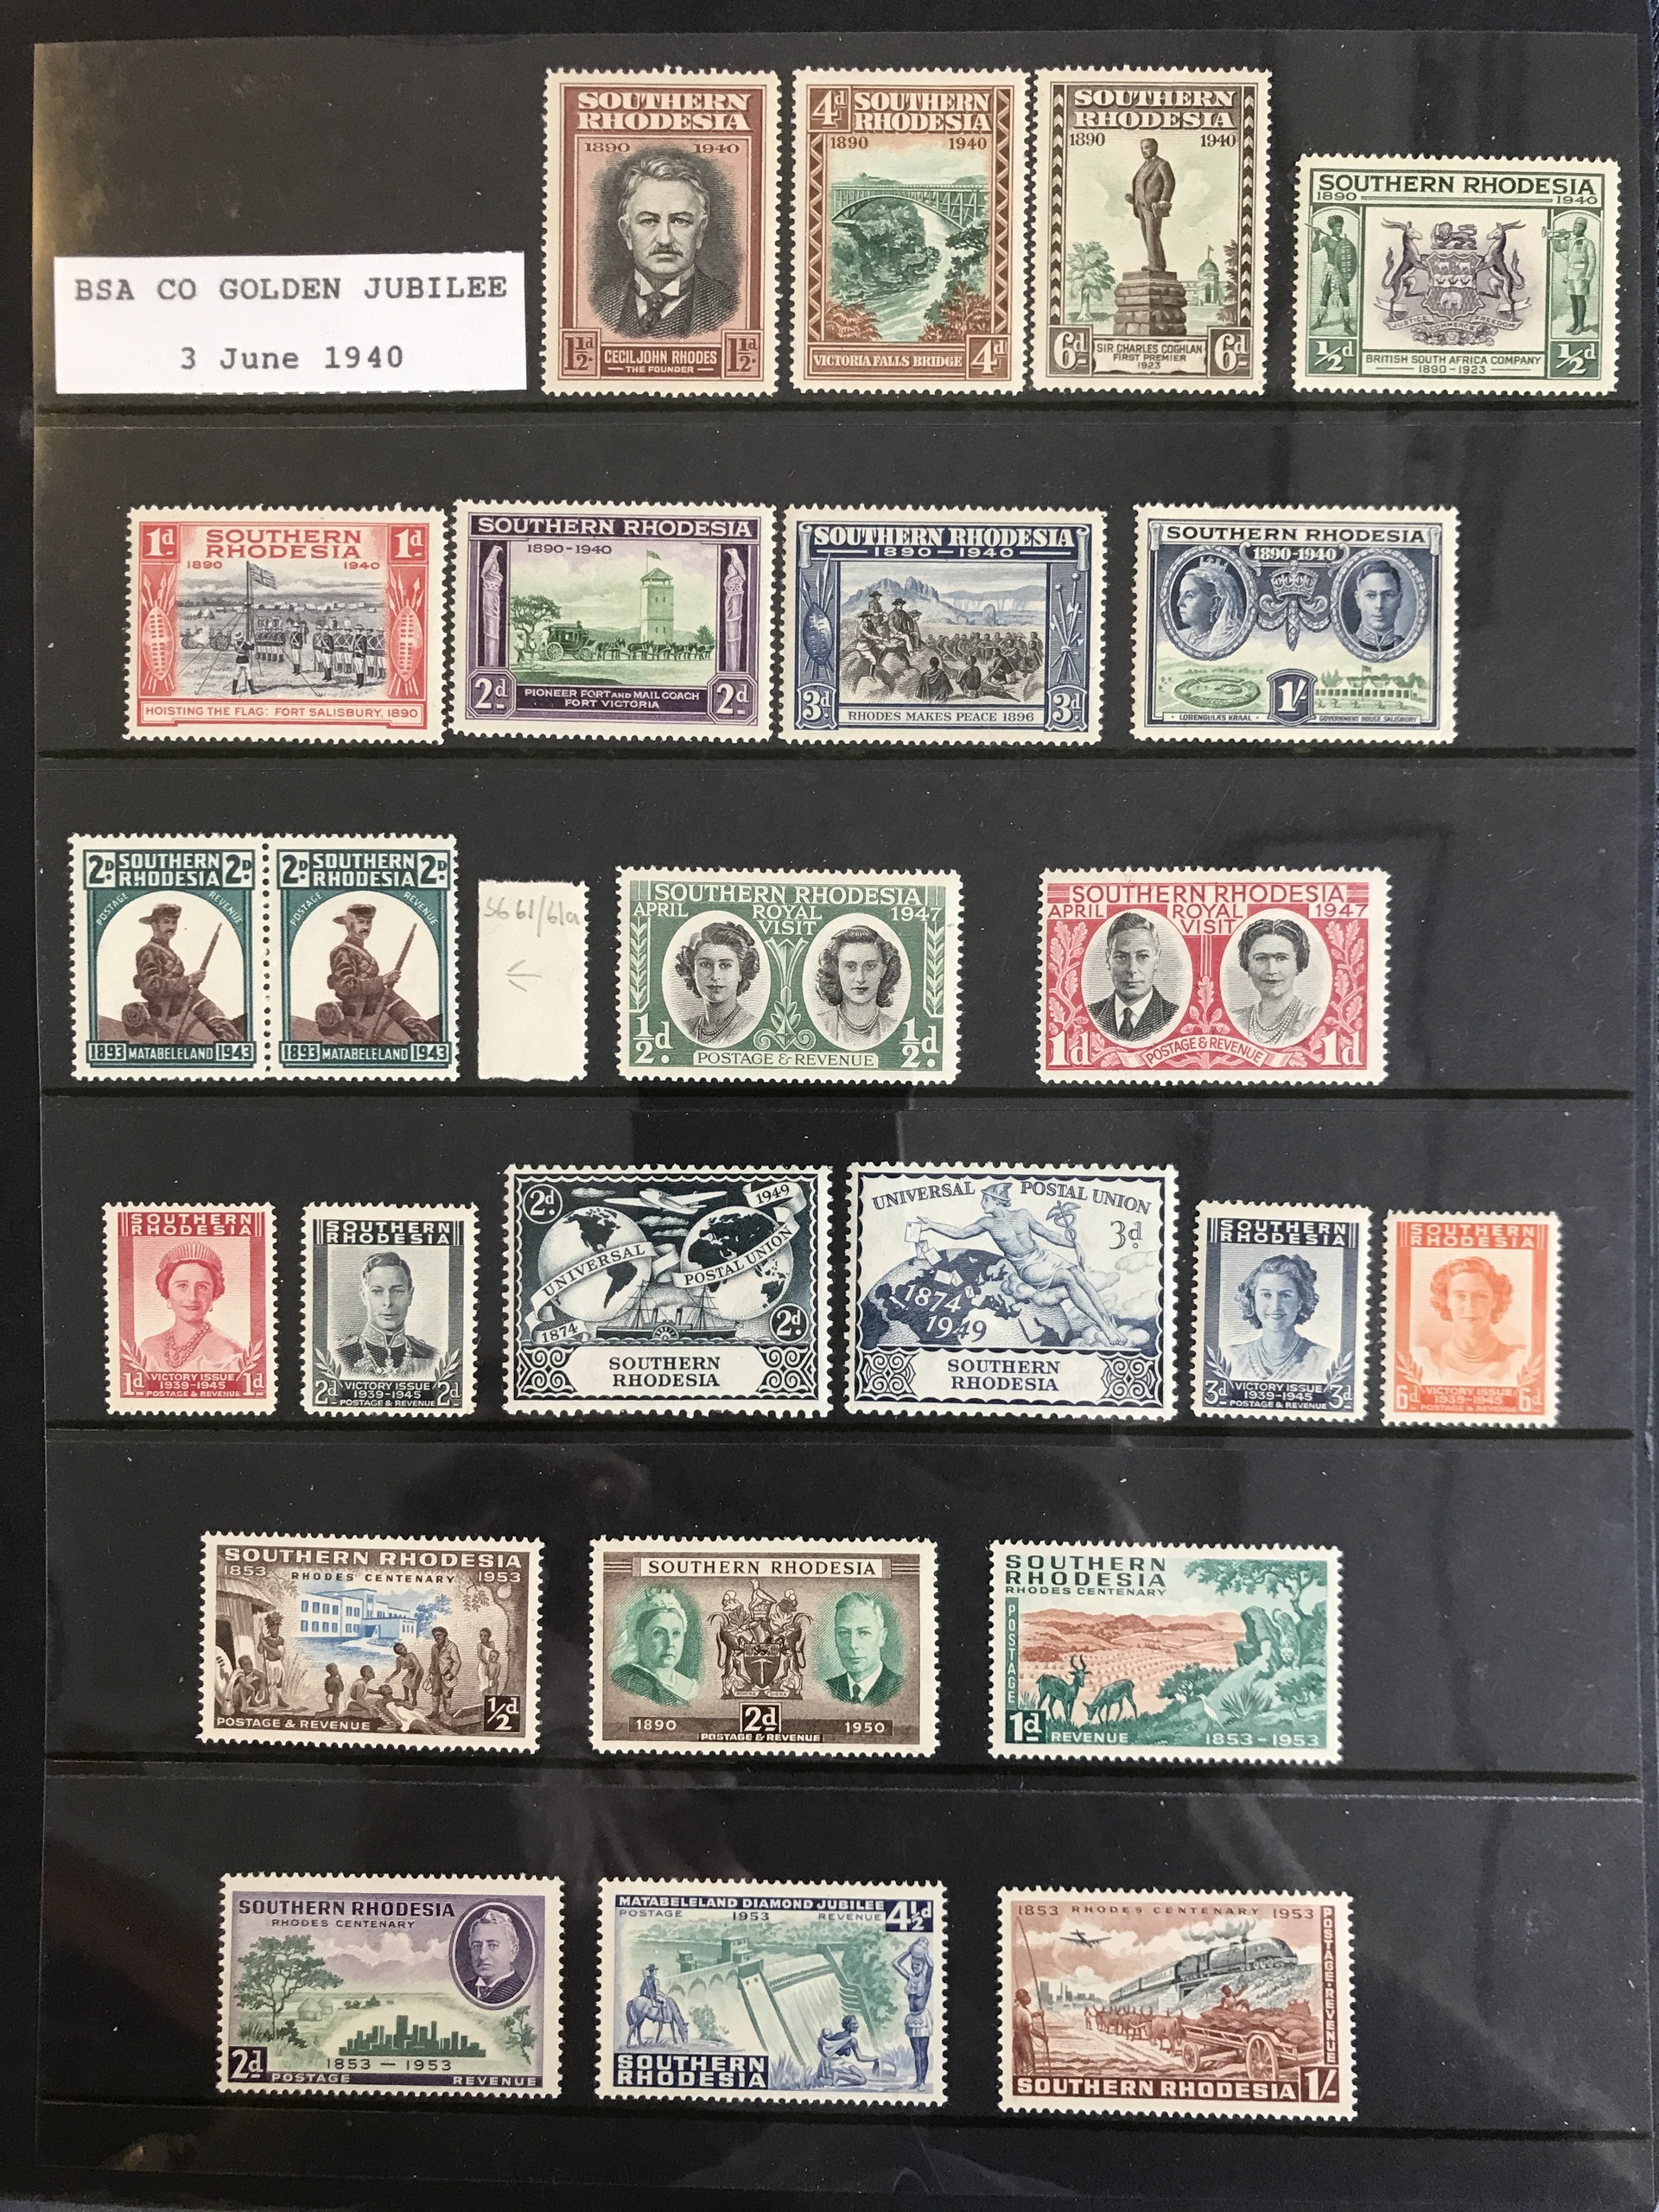 BSA CO GOLDEN JUBILEE
3 June 1940
SOUTHERN
RHODESIA
1890 1940
1½d. 1½d.
CECIL JOHN RHODES
THE FOUNDER
4d SOUTHERN
RHODESIA
1890 1940
VICTORIA FALLS BRIDGE 4d
SOUTHERN
RHODESIA
1890 1940
6d 6d
SIR CHARLES COGHLAN
FIRST PREMIER
1923
SOUTHERN RHODESIA
1890 1940
JUSTICE COMMERCE FREEDOM
½d ½d
BRITISH SOUTH AFRICA COMPANY
1890-1923
1d SOUTHERN 1d
RHODESIA
1890 1940
HOISTING THE FLAG: FORT SALISBURY, 1890
SOUTHERN RHODESIA
1890-1940
2d PIONEER FORT AND MAIL COACH 2d
FORT VICTORIA
SOUTHERN RHODESIA
1890-1940
3d 3d
RHODES MAKES PEACE 1896
SOUTHERN RHODESIA
1890-1940
1/-
LOBENGULA'S KRAAL GOVERNMENT HOUSE, SALISBURY
2D SOUTHERN 2D
RHODESIA
POSTAGE REVENUE
1893 MATABELELAND 1943
2D SOUTHERN 2D
RHODESIA
POSTAGE REVENUE
1893 MATABELELAND 1943
SG 61/61a
←
SOUTHERN RHODESIA
APRIL ROYAL 1947
VISIT
½d. ½d.
POSTAGE & REVENUE
SOUTHERN RHODESIA
APRIL ROYAL 1947
VISIT
1d 1d
POSTAGE & REVENUE
SOUTHERN
RHODESIA
1d VICTORY ISSUE 1d
1939-1945
POSTAGE & REVENUE
SOUTHERN
RHODESIA
2d VICTORY ISSUE 2d
1939-1945
POSTAGE & REVENUE
2d 1949
UNIVERSAL POSTAL UNION
1874 2d.
SOUTHERN
RHODESIA
UNIVERSAL POSTAL UNION
3d.
1874
1949
SOUTHERN
RHODESIA
SOUTHERN
RHODESIA
3d VICTORY ISSUE 3d
1939-1945
POSTAGE & REVENUE
SOUTHERN
RHODESIA
6d VICTORY ISSUE 6d
1939-1945
POSTAGE & REVENUE
SOUTHERN RHODESIA
1853 RHODES CENTENARY 1953
½d
POSTAGE & REVENUE
SOUTHERN RHODESIA
1890 2d 1950
POSTAGE & REVENUE
SOUTHERN
RHODESIA
RHODES CENTENARY
POSTAGE
1d REVENUE 1853-1953
SOUTHERN RHODESIA
RHODES CENTENARY
1853 — 1953
2d POSTAGE REVENUE
MATABELELAND DIAMOND JUBILEE
POSTAGE 1953 REVENUE 4½d
SOUTHERN
RHODESIA
1853 RHODES CENTENARY 1953
POSTAGE·REVENUE
SOUTHERN RHODESIA 1/-